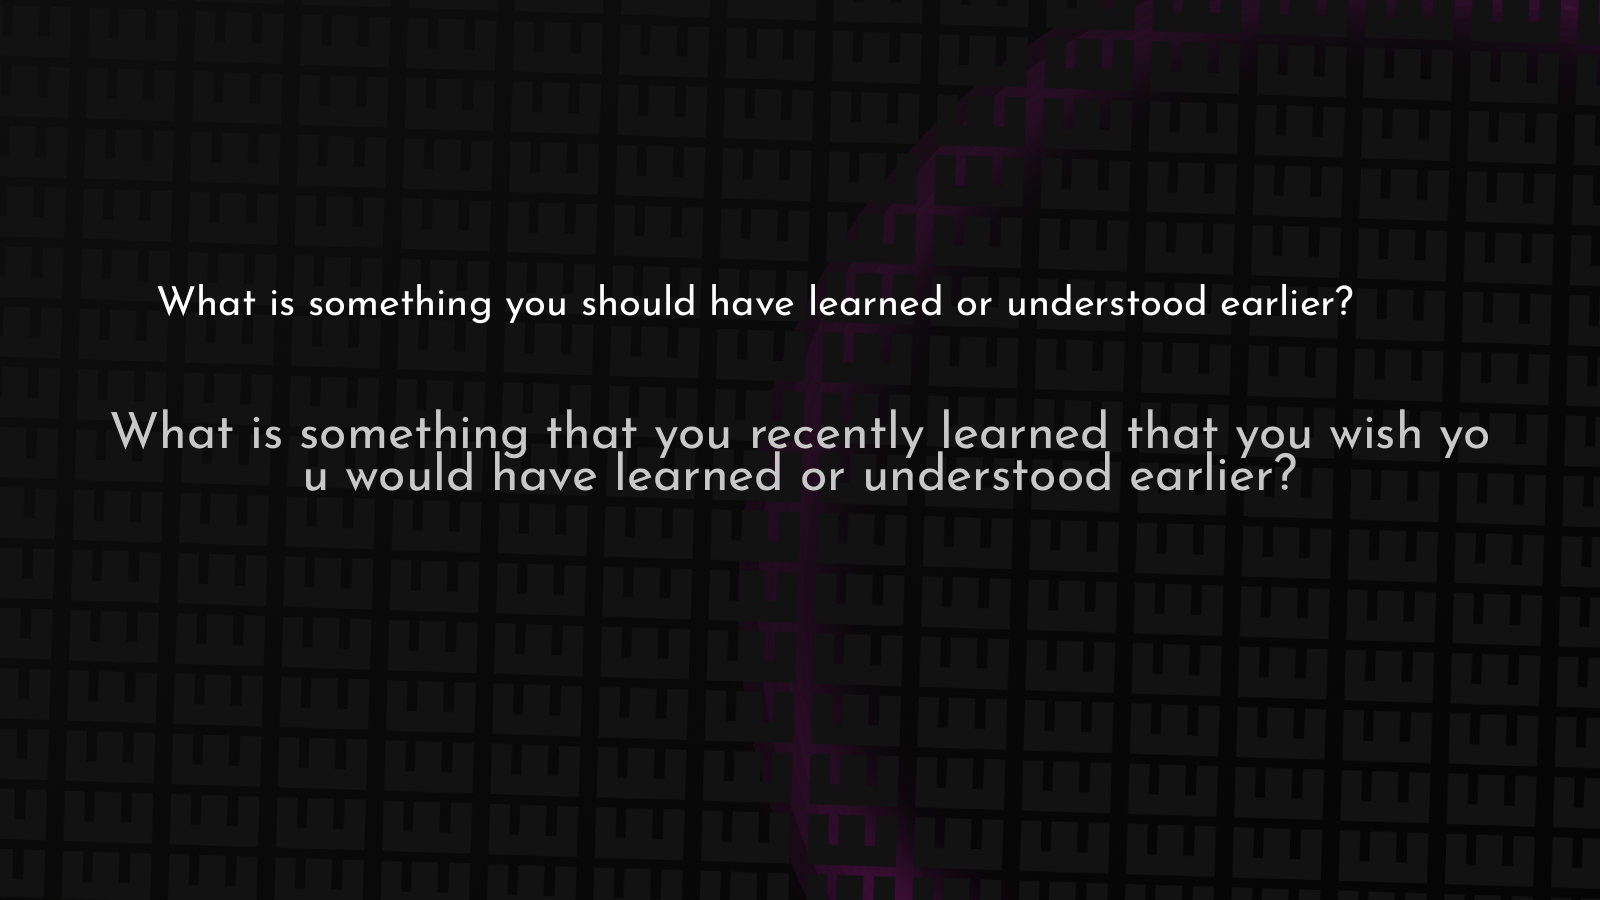 What is something you should have learned or understood earlier?
What is something that you recently learned that you wish yo
u would have learned or understood earlier?